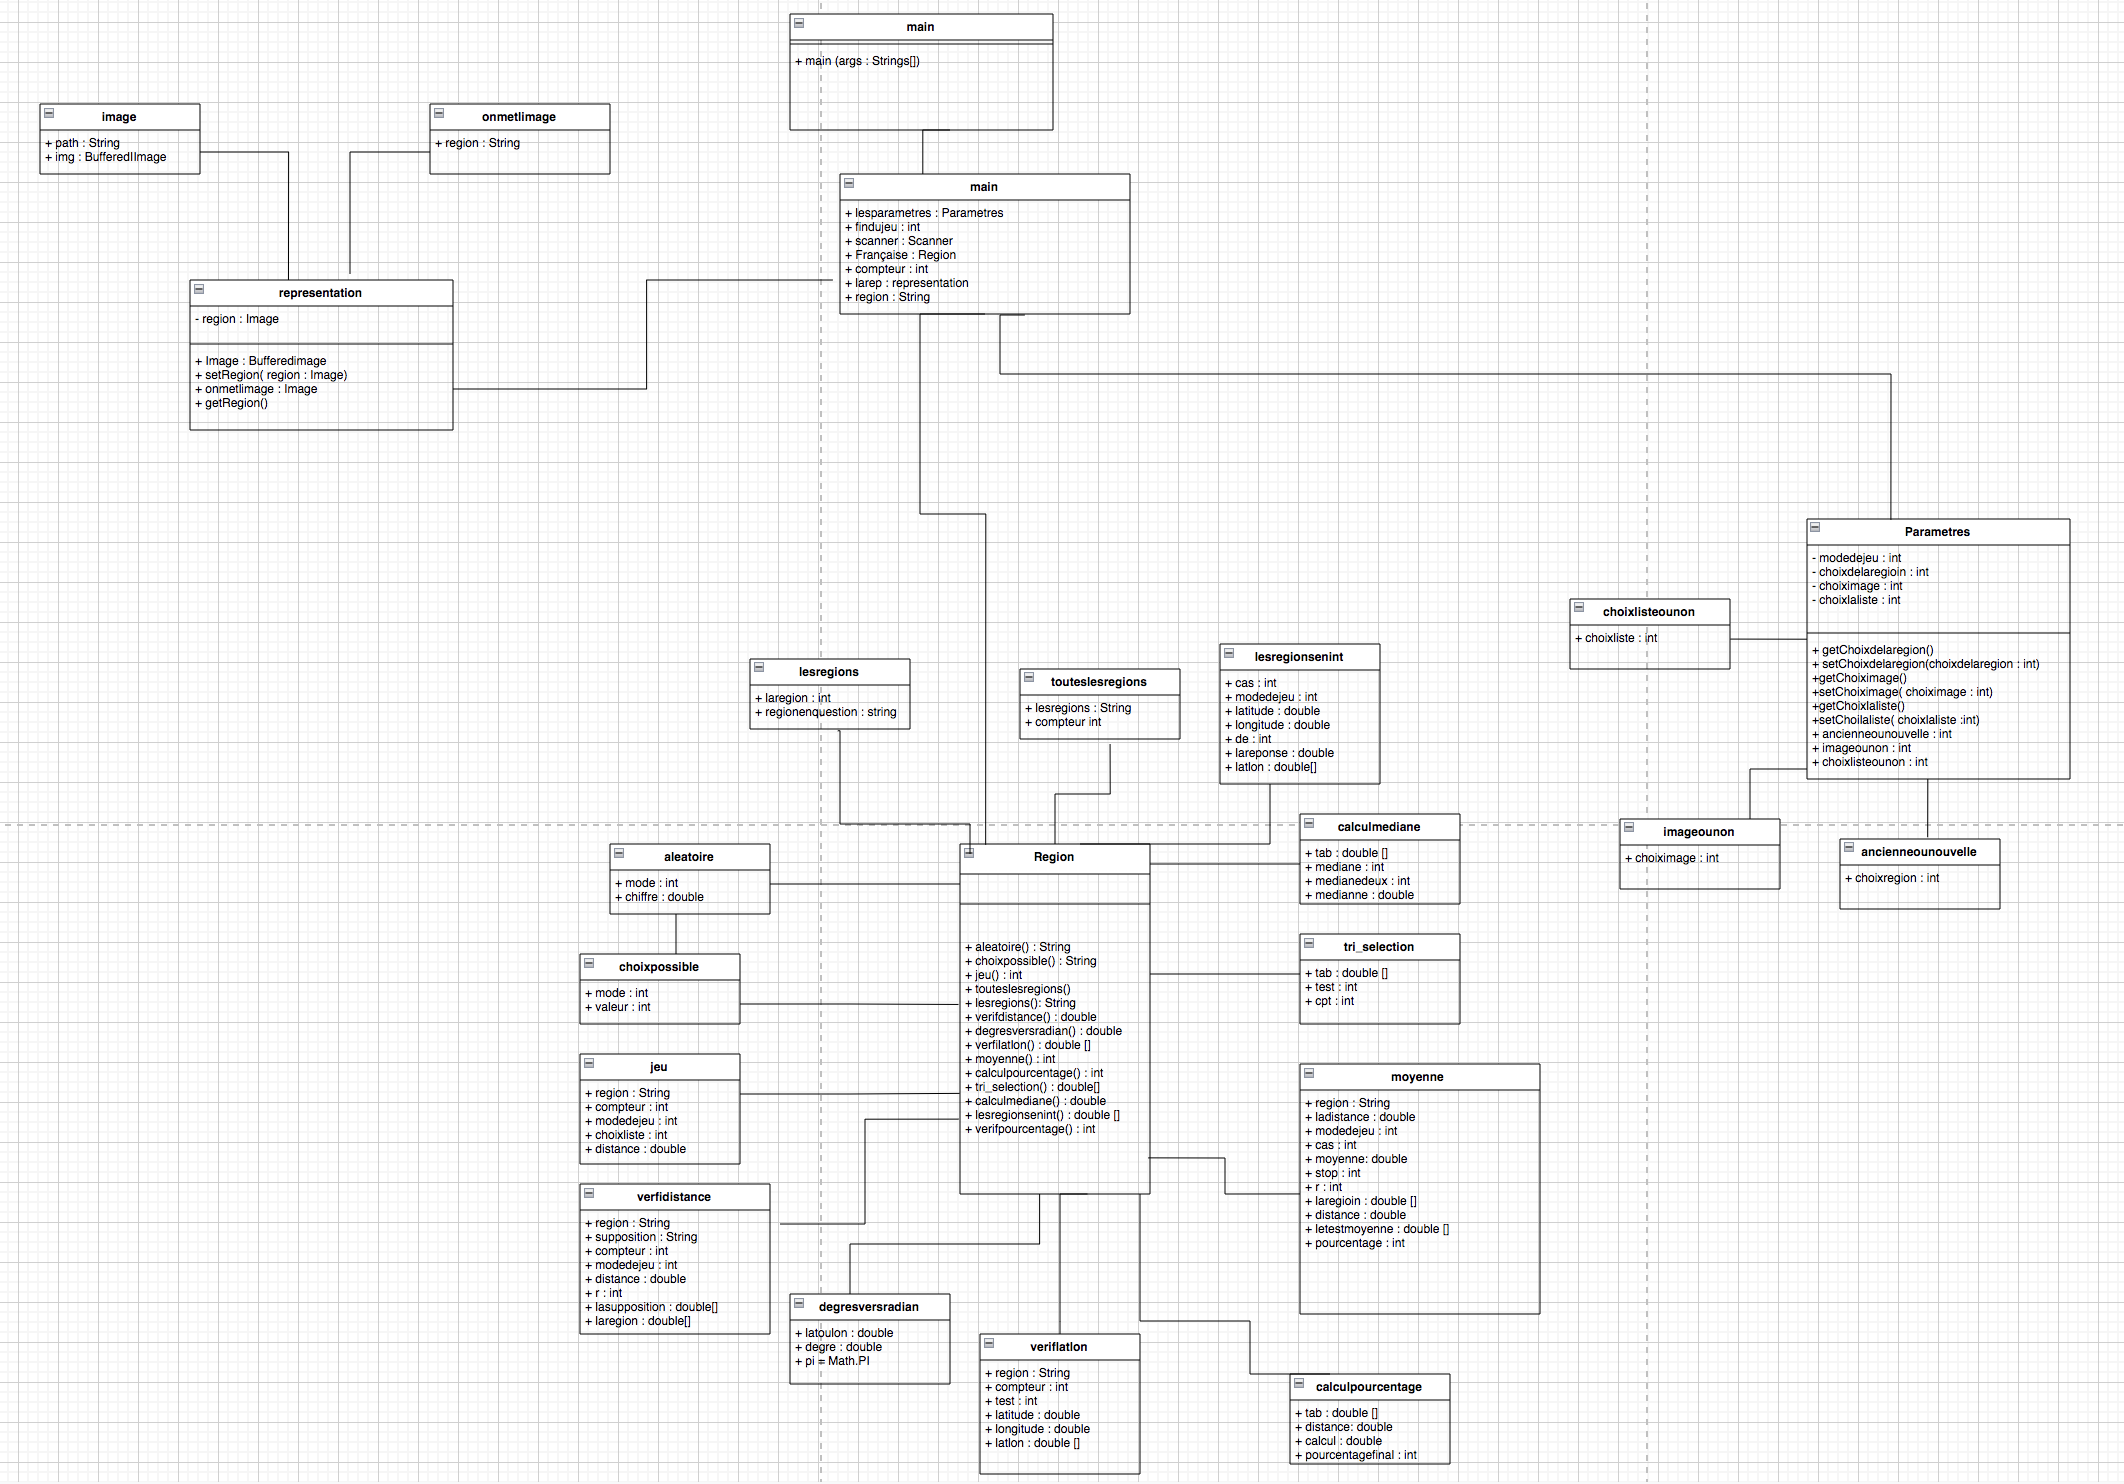 main
+ main (args : Strings[])
image
+ path : String
+ img : BufferedIImage
onmetlimage
+ region : String
main
+ lesparametres : Parametres
+ findujeu : int
+ scanner : Scanner
+ Française : Region
+ compteur : int
+ larep : representation
+ region : String
representation
- region : Image
+ Image : Bufferedimage
+ setRegion( region : Image)
+ onmetlimage : Image
+ getRegion()
Parametres
- modedejeu : int
- choixdelaregioin : int
- choiximage : int
- choixlaliste : int
+ getChoixdelaregion()
+ setChoixdelaregion(choixdelaregion : int)
+getChoiximage()
+setChoiximage( choiximage : int)
+getChoixlaliste()
+setChoilaliste( choixlaliste :int)
+ ancienneounouvelle : int
+ imageounon : int
+ choixlisteounon : int
choixlisteounon
+ choixliste : int
lesregions
+ laregion : int
+ regionenquestion : string
touteslesregions
+ lesregions : String
+ compteur int
lesregionsenint
+ cas : int
+ modedejeu : int
+ latitude : double
+ longitude : double
+ de : int
+ lareponse : double
+ latlon : double[]
imageounon
+ choiximage : int
ancienneounouvelle
+ choixregion : int
aleatoire
+ mode : int
+ chiffre : double
Region
+ aleatoire() : String
+ choixpossible() : String
+ jeu() : int
+ touteslesregions()
+ lesregions(): String
+ verifdistance() : double
+ degresversradian() : double
+ verfilatlon() : double []
+ moyenne() : int
+ calculpourcentage() : int
+ tri_selection() : double[]
+ calculmediane() : double
+ lesregionsenint() : double []
+ verifpourcentage() : int
calculmediane
+ tab : double []
+ mediane : int
+ medianedeux : int
+ medianne : double
choixpossible
+ mode : int
+ valeur : int
tri_selection
+ tab : double []
+ test : int
+ cpt : int
jeu
+ region : String
+ compteur : int
+ modedejeu : int
+ choixliste : int
+ distance : double
moyenne
+ region : String
+ ladistance : double
+ modedejeu : int
+ cas : int
+ moyenne: double
+ stop : int
+ r : int
+ laregioin : double []
+ distance : double
+ letestmoyenne : double []
+ pourcentage : int
verfidistance
+ region : String
+ supposition : String
+ compteur : int
+ modedejeu : int
+ distance : double
+ r : int
+ lasupposition : double[]
+ laregion : double[]
degresversradian
+ latoulon : double
+ degre : double
+ pi = Math.PI
veriflatlon
+ region : String
+ compteur : int
+ test : int
+ latitude : double
+ longitude : double
+ latlon : double []
calculpourcentage
+ tab : double []
+ distance: double
+ calcul : double
+ pourcentagefinal : int